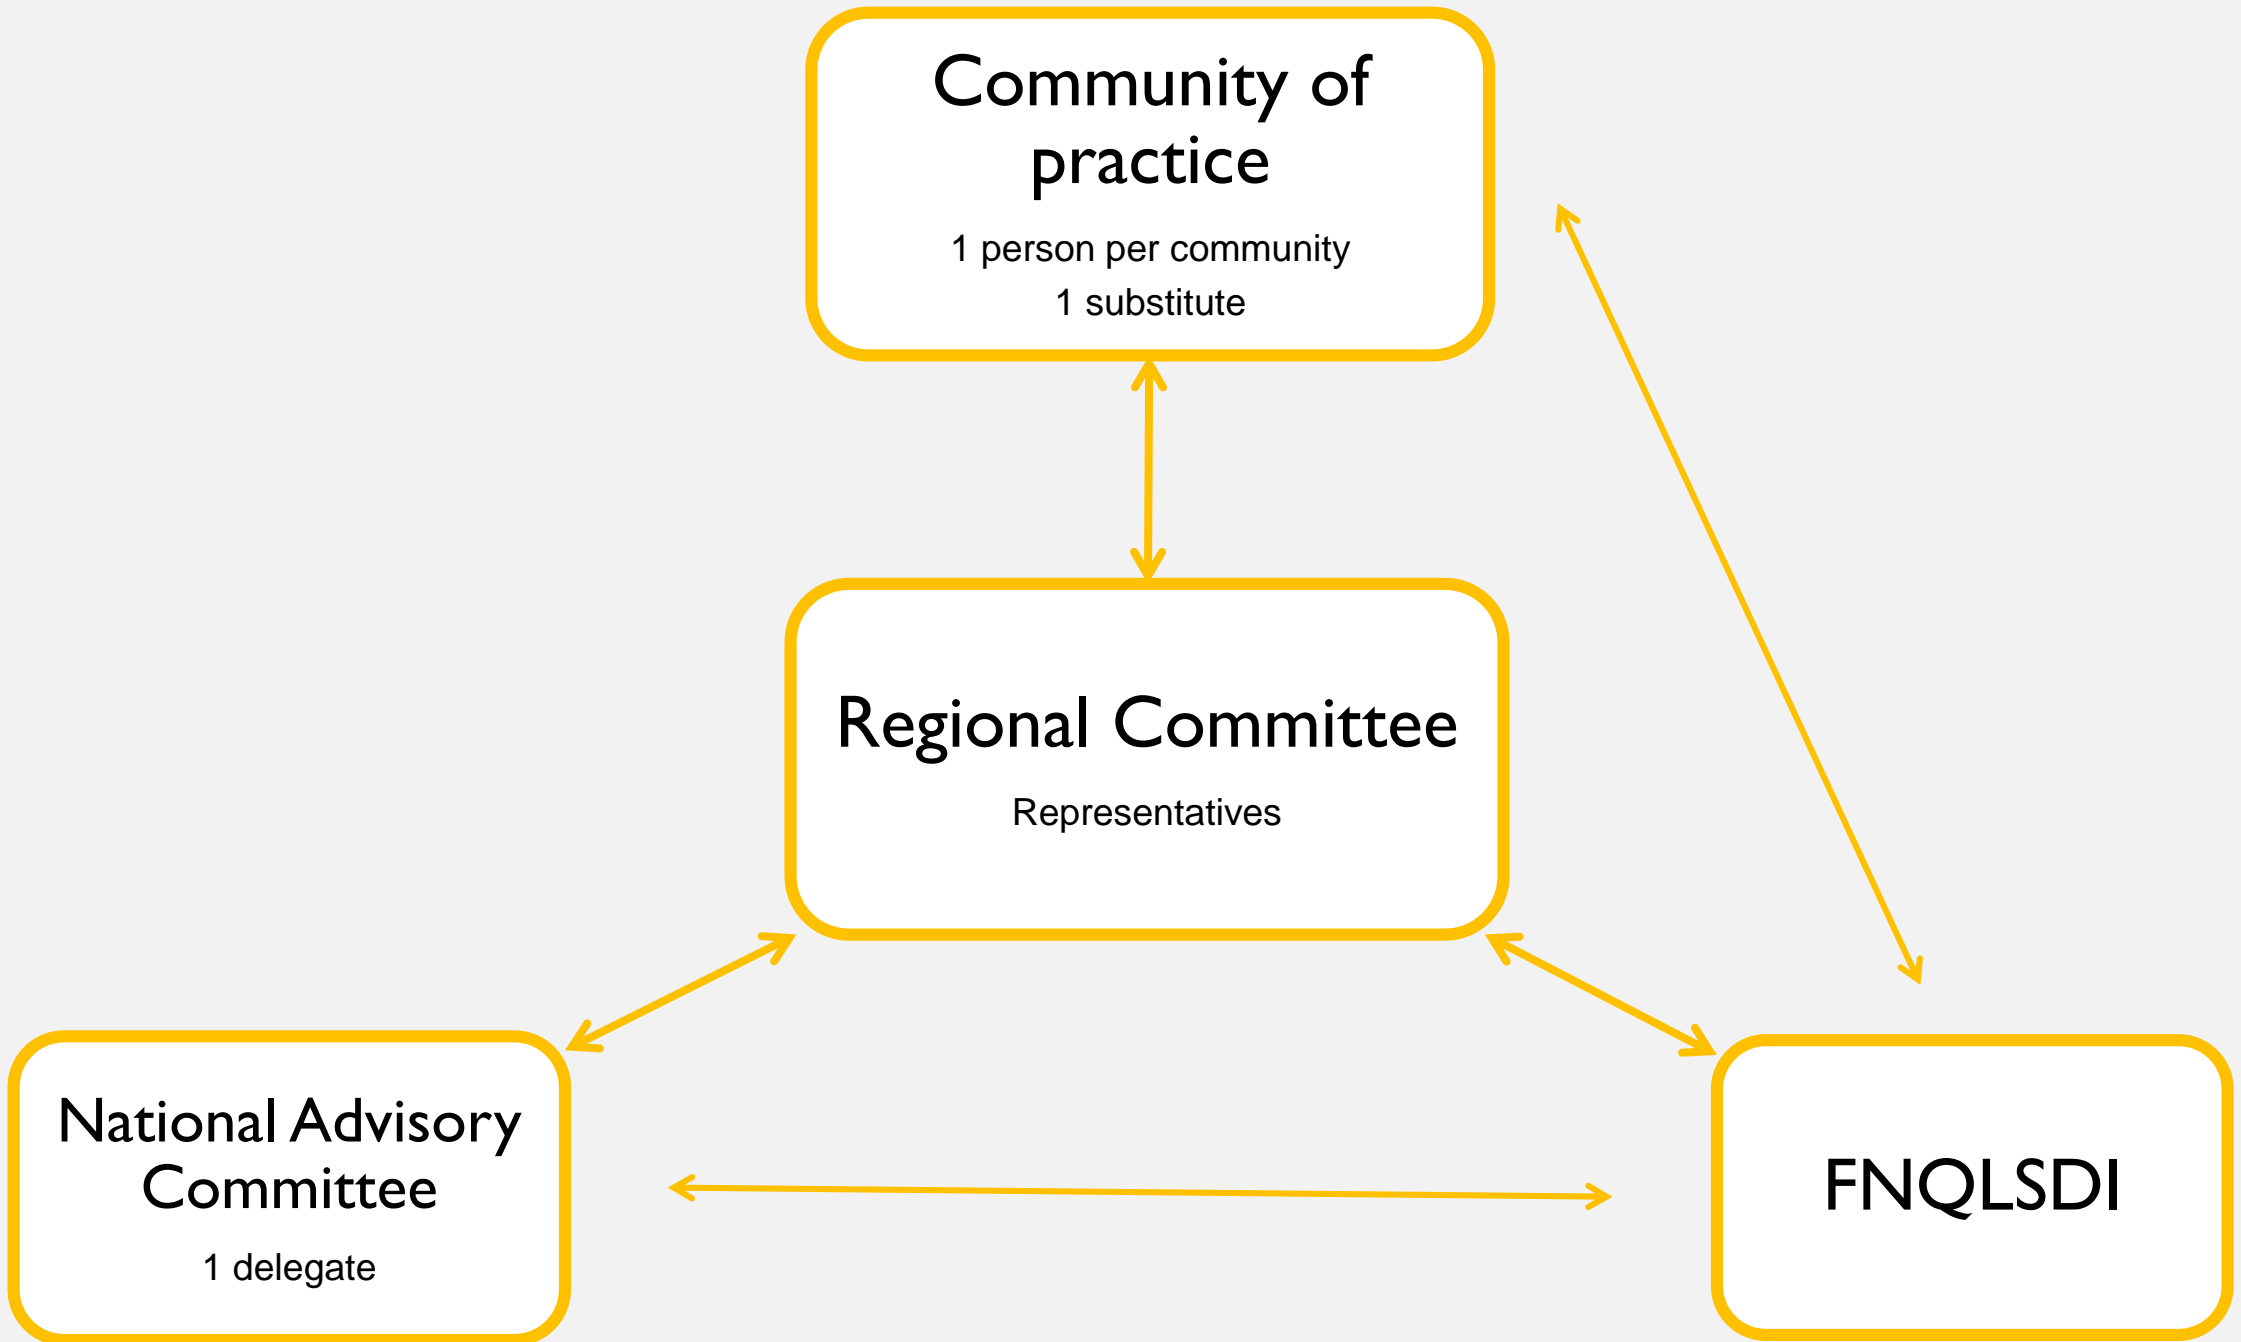 Community of
practice
1 person per community
1 substitute
Regional Committee
Representatives
National Advisory
Committee
1 delegate
FNQLSDI